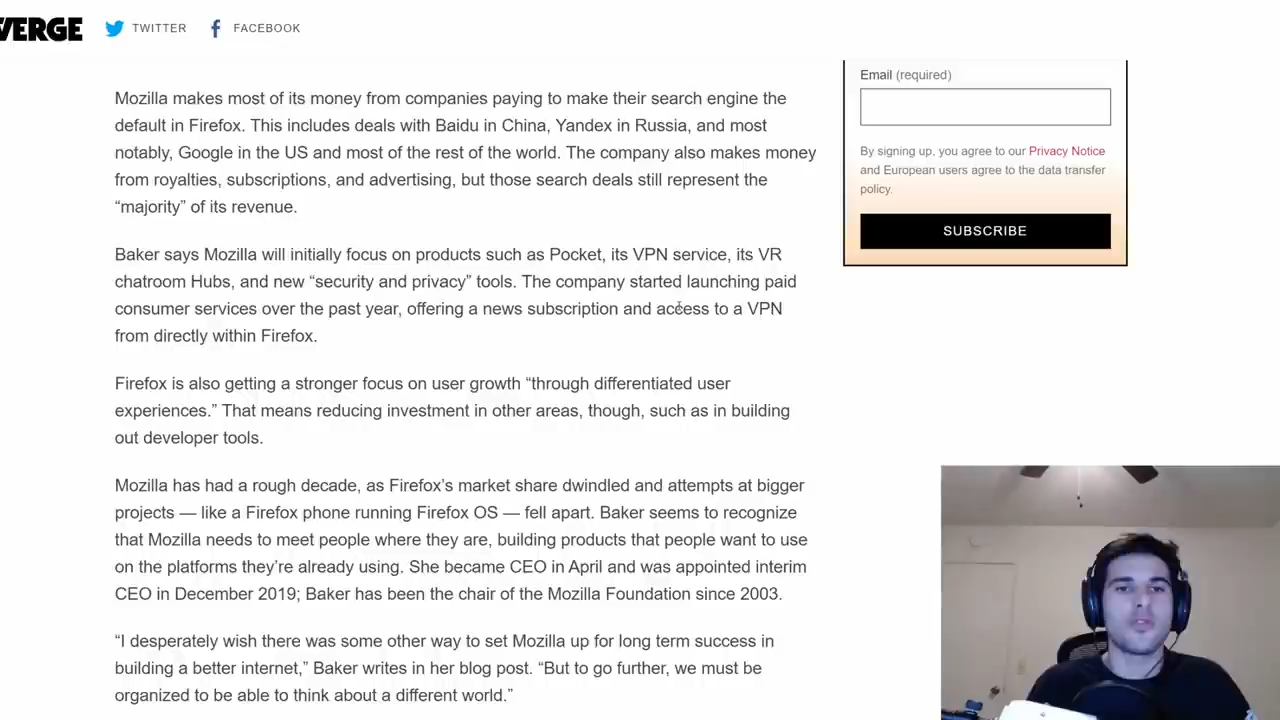 VERGE
TWITTER
FACEBOOK
Mozilla makes most of its money from companies paying to make their search engine the
default in Firefox. This includes deals with Baidu in China, Yandex in Russia, and most
notably, Google in the US and most of the rest of the world. The company also makes money
from royalties, subscriptions, and advertising, but those search deals still represent the
“majority” of its revenue.
Baker says Mozilla will initially focus on products such as Pocket, its VPN service, its VR
chatroom Hubs, and new “security and privacy” tools. The company started launching paid
consumer services over the past year, offering a news subscription and access to a VPN
from directly within Firefox.
Firefox is also getting a stronger focus on user growth “through differentiated user
experiences.” That means reducing investment in other areas, though, such as in building
out developer tools.
Mozilla has had a rough decade, as Firefox’s market share dwindled and attempts at bigger
projects — like a Firefox phone running Firefox OS — fell apart. Baker seems to recognize
that Mozilla needs to meet people where they are, building products that people want to use
on the platforms they’re already using. She became CEO in April and was appointed interim
CEO in December 2019; Baker has been the chair of the Mozilla Foundation since 2003.
“I desperately wish there was some other way to set Mozilla up for long term success in
building a better internet,” Baker writes in her blog post. “But to go further, we must be
organized to be able to think about a different world.”
Email (required)
By signing up, you agree to our Privacy Notice
and European users agree to the data transfer
policy.
SUBSCRIBE